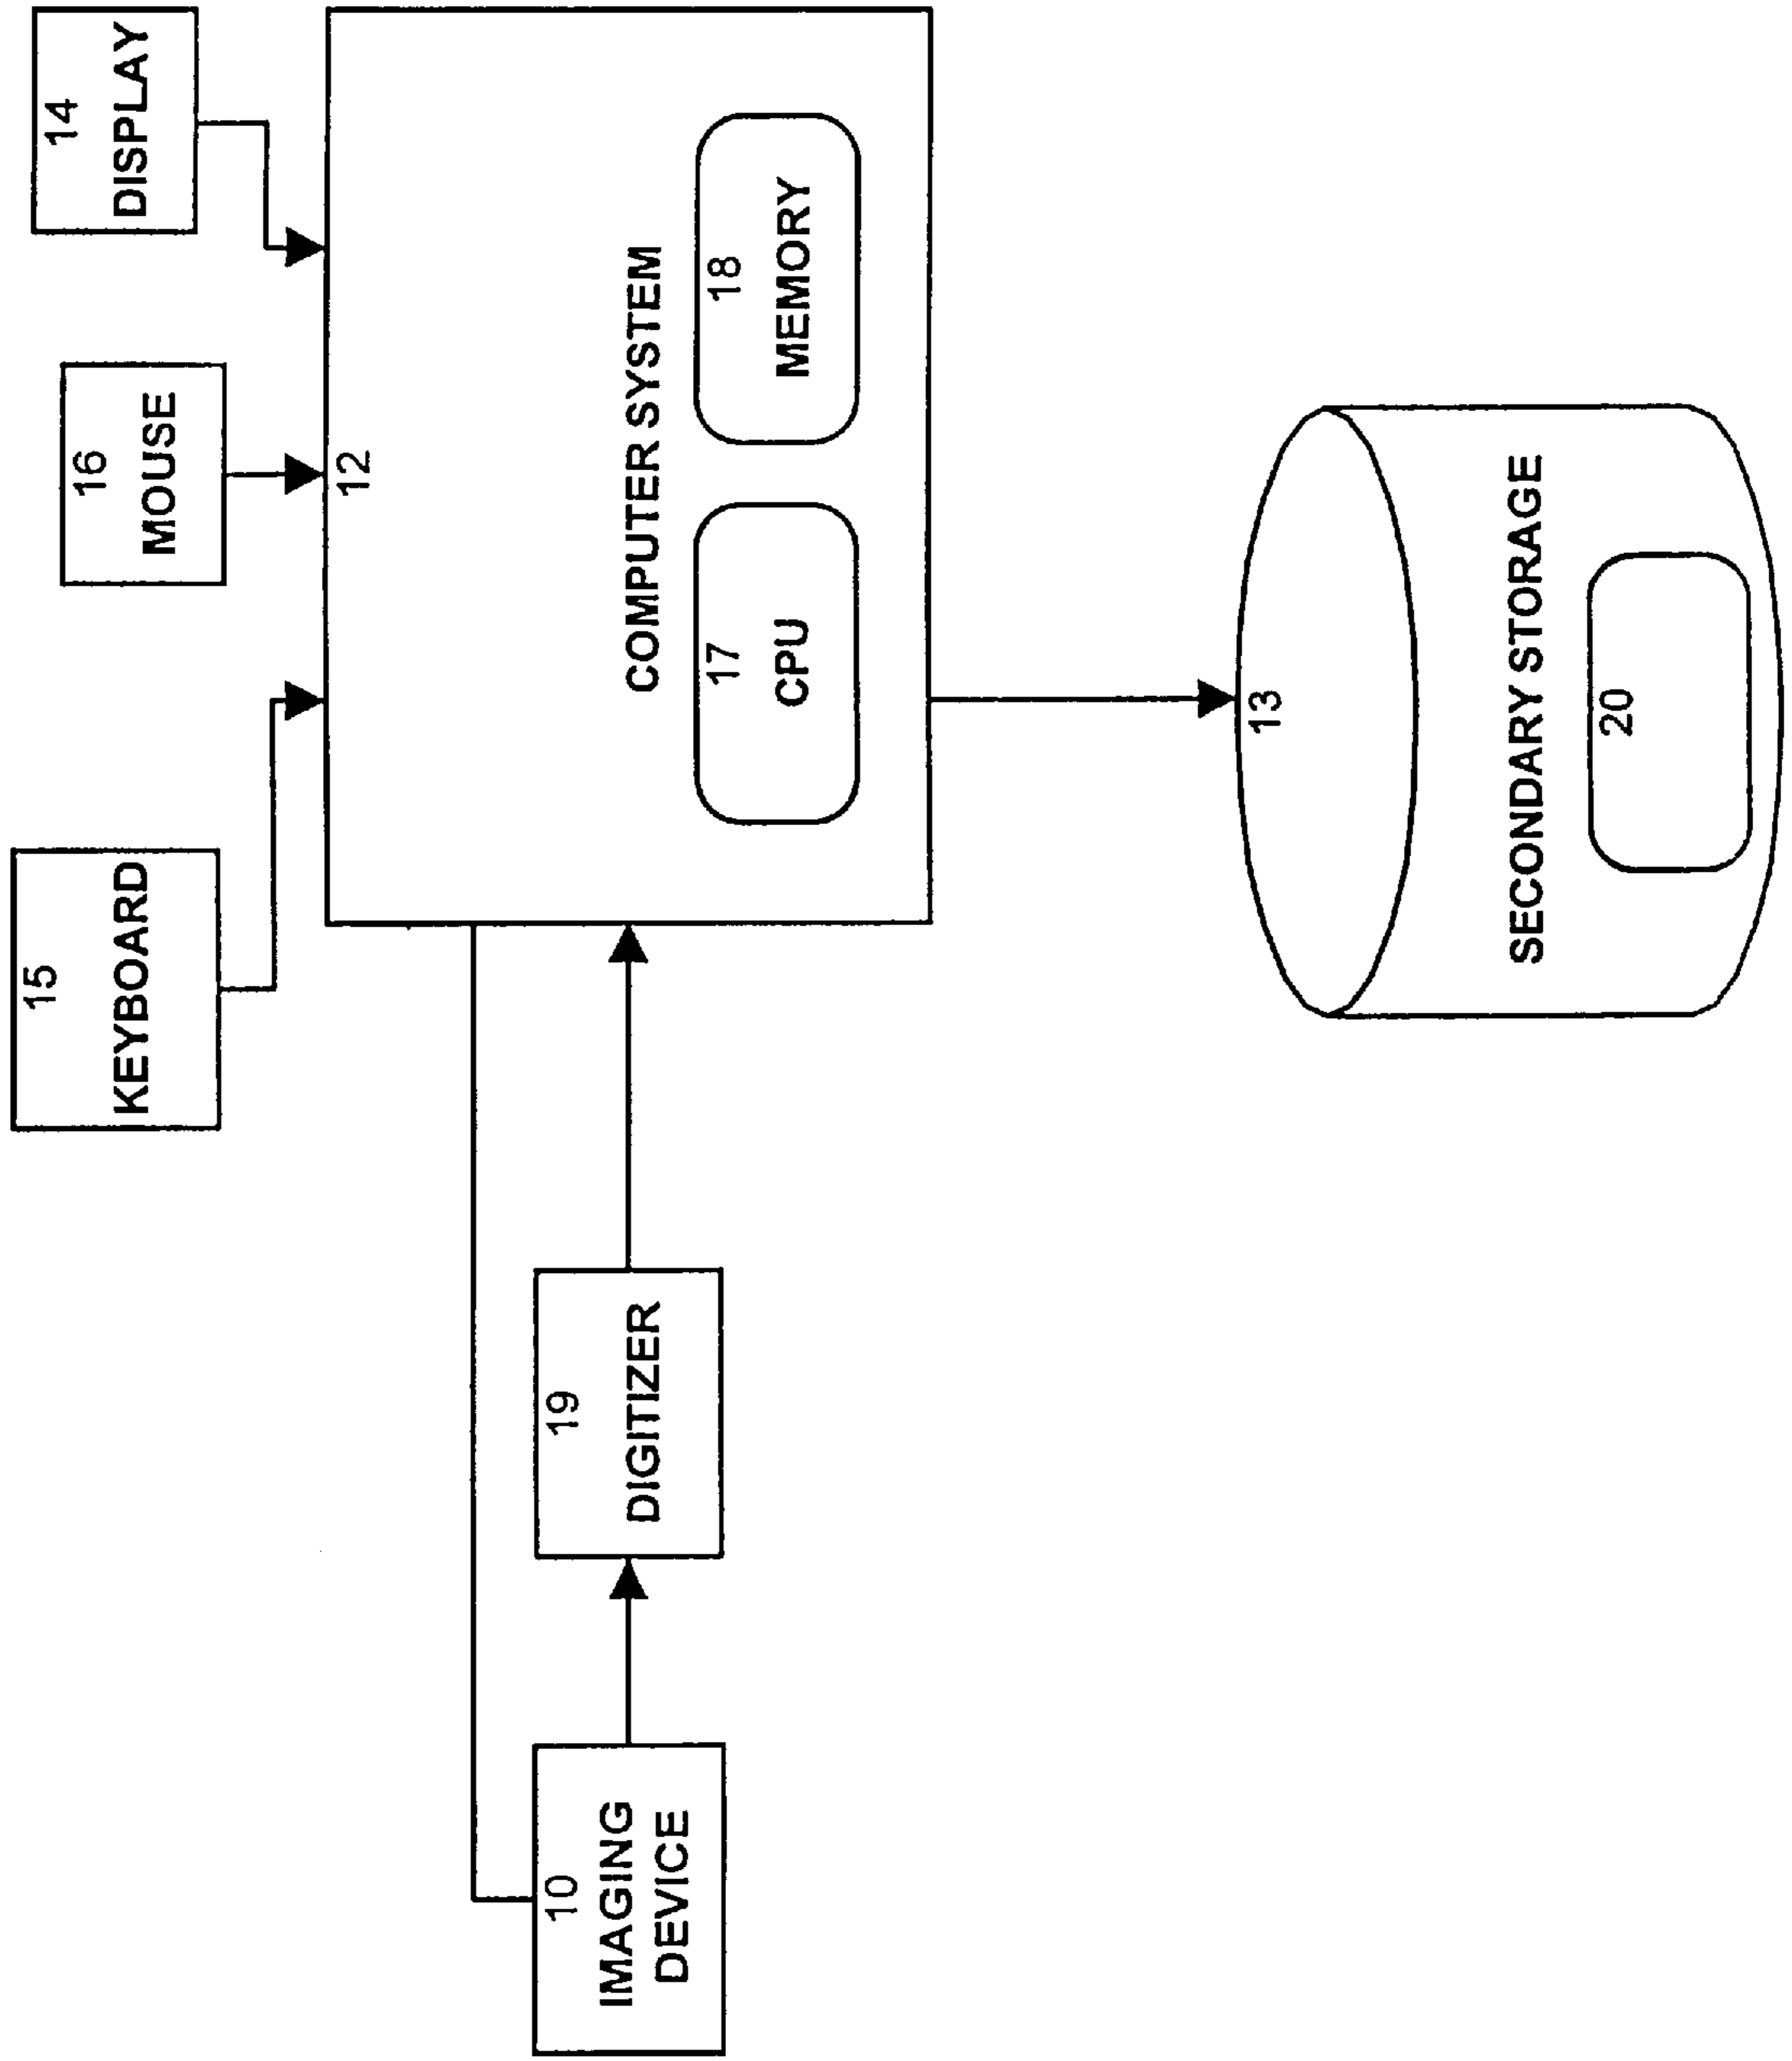 15
KEYBOARD
16
MOUSE
14
DISPLAY
12
COMPUTER SYSTEM
17
CPU
18
MEMORY
10
IMAGING
DEVICE
19
DIGITIZER
13
SECONDARY STORAGE
20